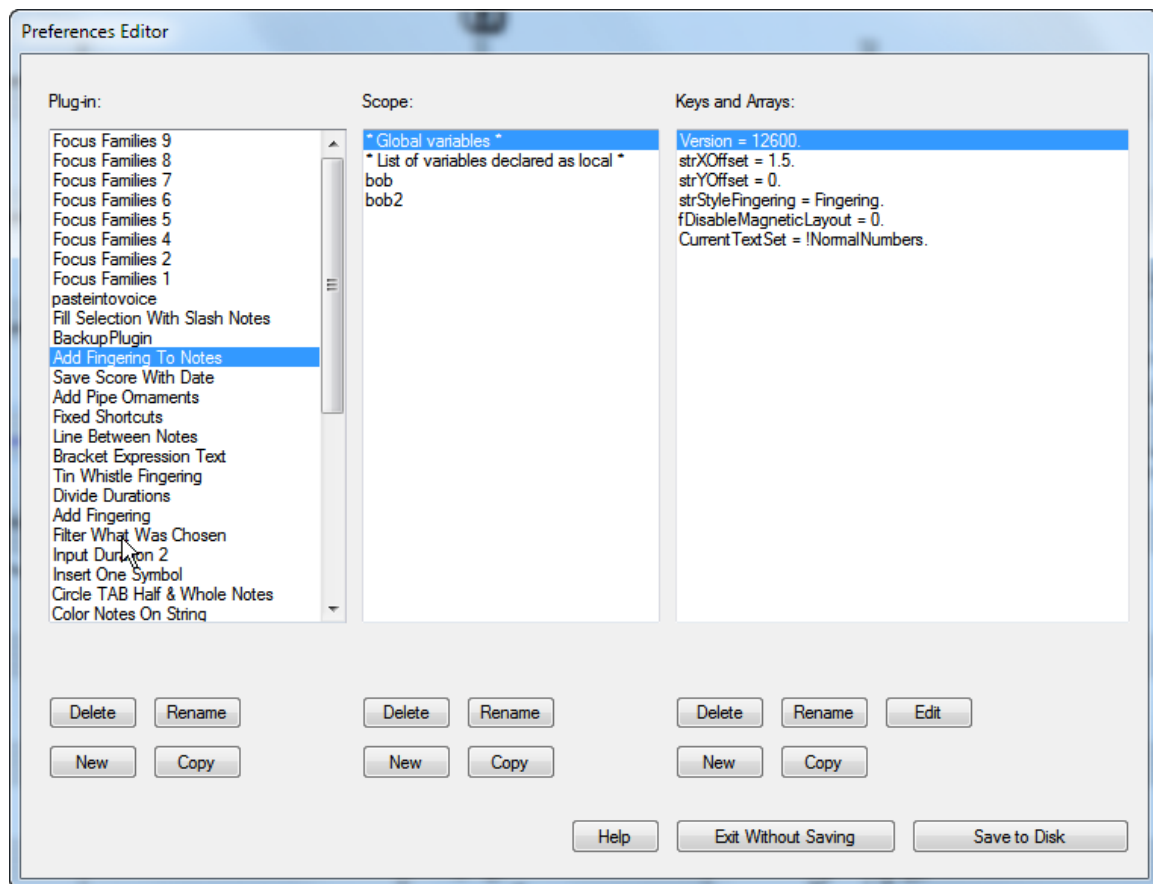 Preferences Editor
Plug-in:
Focus Families 9
Focus Families 8
Focus Families 7
Focus Families 6
Focus Families 5
Focus Families 4
Focus Families 2
Focus Families 1
pasteintovoice
Fill Selection With Slash Notes
BackupPlugin
Add Fingering To Notes
Save Score With Date
Add Pipe Ornaments
Fixed Shortcuts
Line Between Notes
Bracket Expression Text
Tin Whistle Fingering
Divide Durations
Add Fingering
Filter What Was Chosen
Input Duration 2
Insert One Symbol
Circle TAB Half & Whole Notes
Color Notes On String
Delete Rename
New Copy
Scope:
* Global variables *
* List of variables declared as local *
bob
bob2
Delete Rename
New Copy
Keys and Arrays:
Version = 12600.
strXOffset = 1.5.
strYOffset = 0.
strStyleFingering = Fingering.
fDisableMagneticLayout = 0.
CurrentTextSet = !NormalNumbers.
Delete Rename Edit
New Copy
Help Exit Without Saving Save to Disk